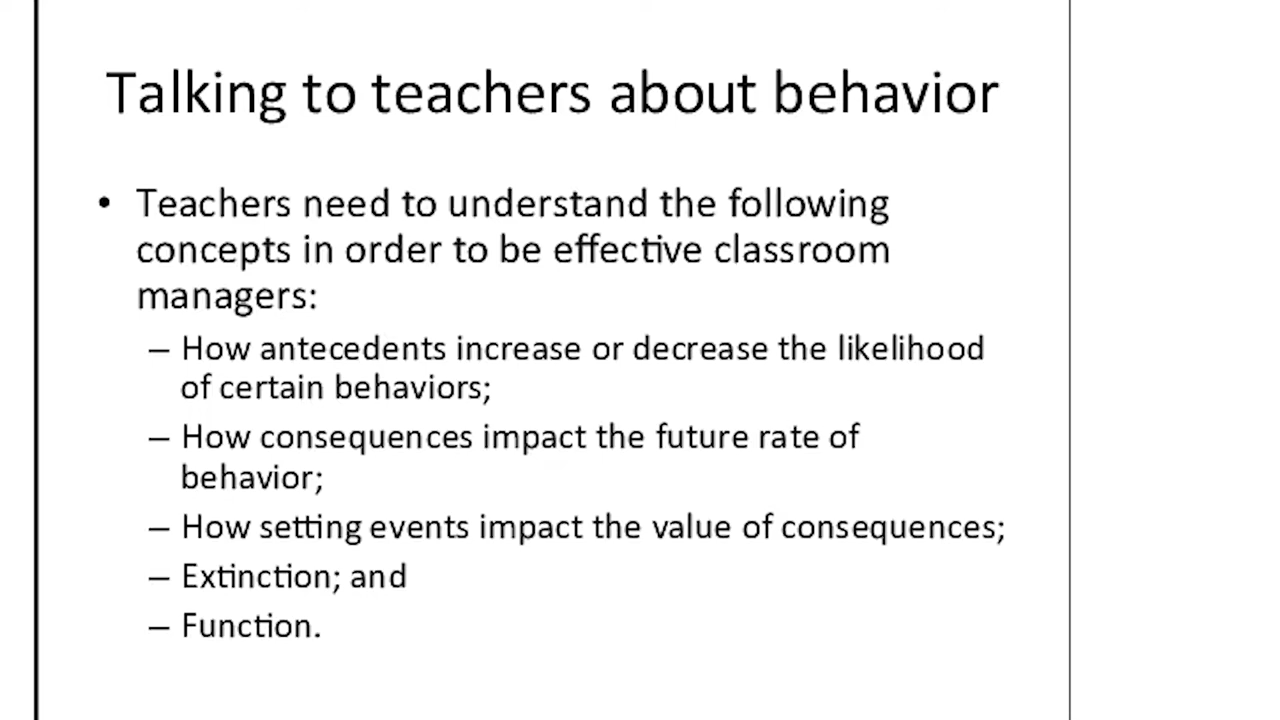 Talking to teachers about behavior
• Teachers need to understand the following
concepts in order to be effective classroom
managers:
– How antecedents increase or decrease the likelihood
of certain behaviors;
– How consequences impact the future rate of
behavior;
– How setting events impact the value of consequences;
– Extinction; and
– Function.